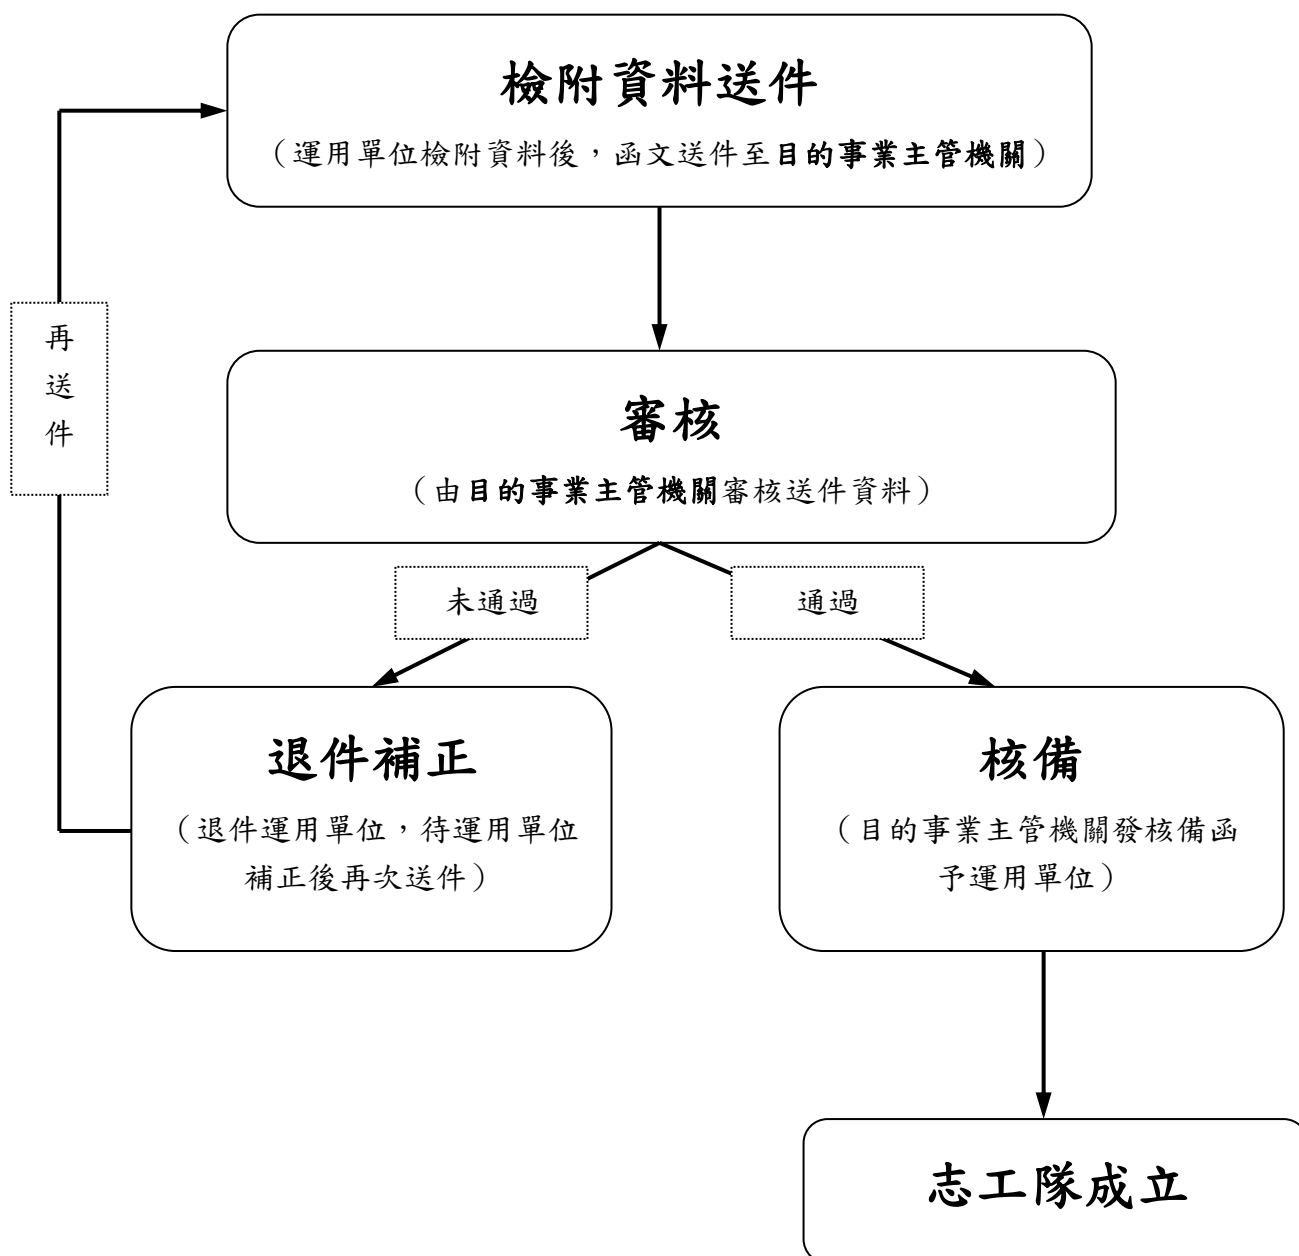 檢附資料送件
（運用單位檢附資料後，函文送件至目的事業主管機關）
再
送
件
審核
（由目的事業主管機關審核送件資料）
未通過
通過
退件補正
（退件運用單位，待運用單位
補正後再次送件）
核備
（目的事業主管機關發核備函
予運用單位）
志工隊成立